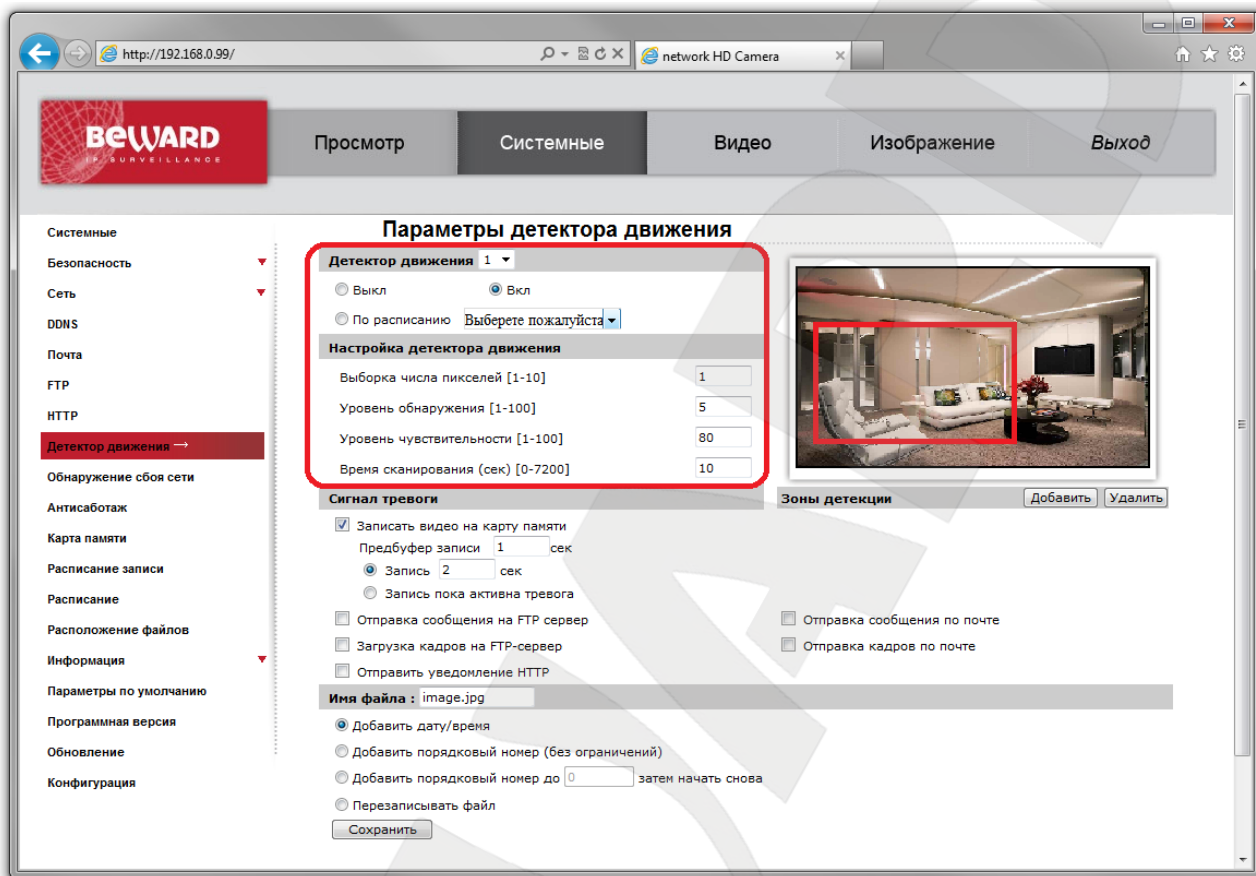 http://192.168.0.99/
network HD Camera
BEWARD
IP SURVEILLANCE
Просмотр
Системные
Видео
Изображение
Выход
Системные
Безопасность
Сеть
DDNS
Почта
FTP
HTTP
Детектор движения →
Обнаружение сбоя сети
Антисаботаж
Карта памяти
Расписание записи
Расписание
Расположение файлов
Информация
Параметры по умолчанию
Программная версия
Обновление
Конфигурация
Параметры детектора движения
Детектор движения 1
Выкл Вкл
По расписанию Выберете пожалуйста
Настройка детектора движения
Выборка числа пикселей [1-10] 1
Уровень обнаружения [1-100] 5
Уровень чувствительности [1-100] 80
Время сканирования (сек) [0-7200] 10
Сигнал тревоги
Зоны детекции Добавить Удалить
Записать видео на карту памяти
Предбуфер записи 1 сек
Запись 2 сек
Запись пока активна тревога
Отправка сообщения на FTP сервер
Отправка сообщения по почте
Загрузка кадров на FTP-сервер
Отправка кадров по почте
Отправить уведомление HTTP
Имя файла : image.jpg
Добавить дату/время
Добавить порядковый номер (без ограничений)
Добавить порядковый номер до 0 затем начать снова
Перезаписывать файл
Сохранить